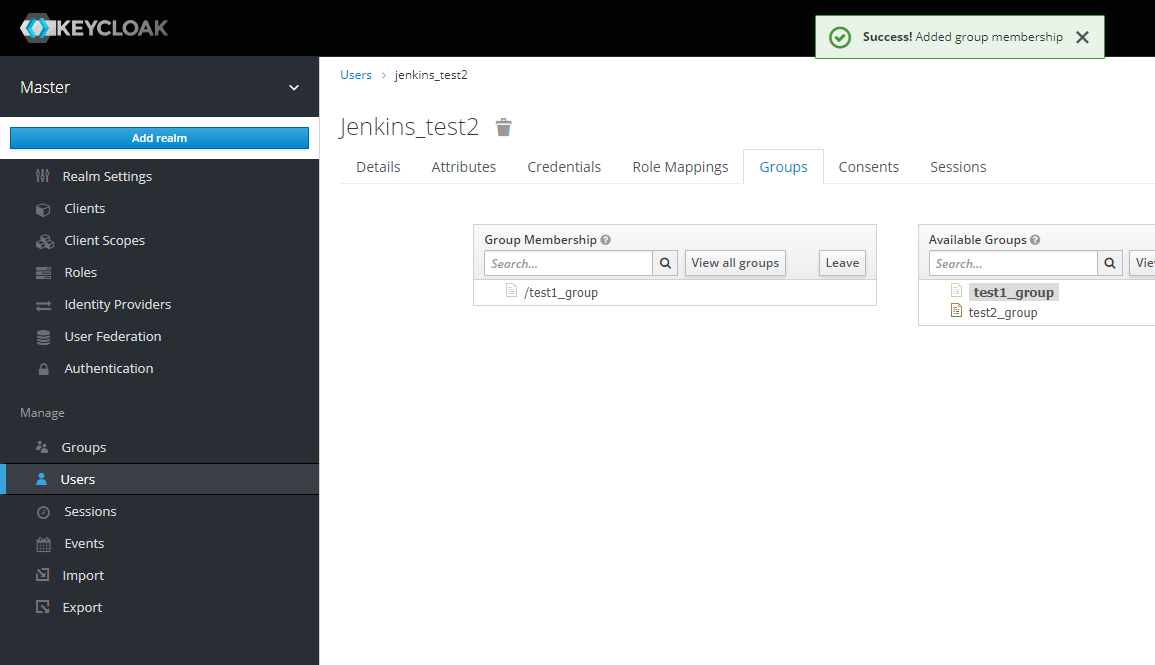 KEYCLOAK
Success! Added group membership
Master
Add realm
Realm Settings
Clients
Client Scopes
Roles
Identity Providers
User Federation
Authentication
Manage
Groups
Users
Sessions
Events
Import
Export
Users > jenkins_test2
Jenkins_test2
Details Attributes Credentials Role Mappings Groups Consents Sessions
Group Membership
Search... View all groups Leave
/test1_group
Available Groups
Search...
test1_group
test2_group